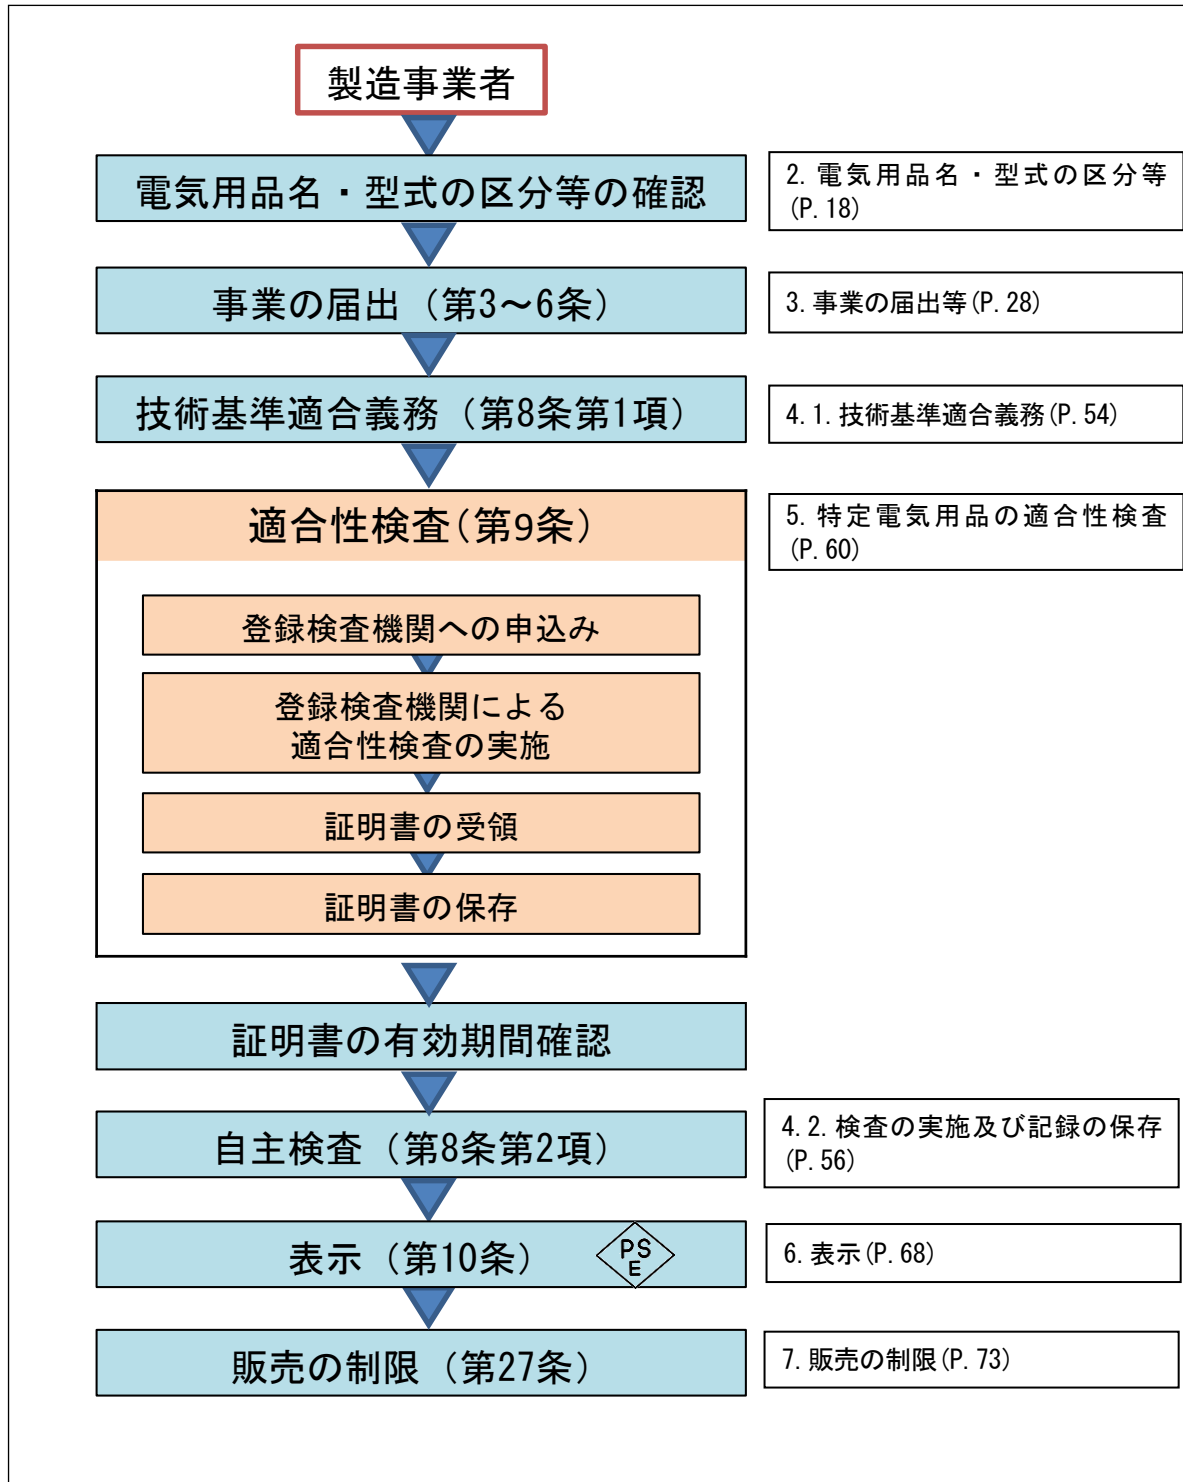 製造事業者
電気用品名・型式の区分等の確認
2. 電気用品名・型式の区分等
(P. 18)
事業の届出（第3～6条）
3. 事業の届出等(P. 28)
技術基準適合義務（第8条第1項）
4. 1. 技術基準適合義務(P. 54)
適合性検査(第9条)
5. 特定電気用品の適合性検査
(P. 60)
登録検査機関への申込み
登録検査機関による
適合性検査の実施
証明書の受領
証明書の保存
証明書の有効期間確認
自主検査（第8条第2項）
4. 2. 検査の実施及び記録の保存
(P. 56)
表示（第10条）
PS
E
6. 表示(P. 68)
販売の制限（第27条）
7. 販売の制限(P. 73)